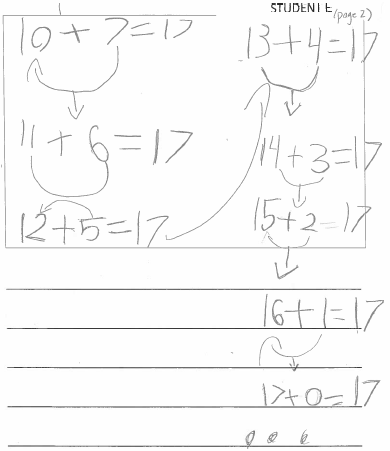 STUDENT E (page 2)
10 + 7 = 17
11 + 6 = 17
12 + 5 = 17
13 + 4 = 17
14 + 3 = 17
15 + 2 = 17
16 + 1 = 17
17 + 0 = 17